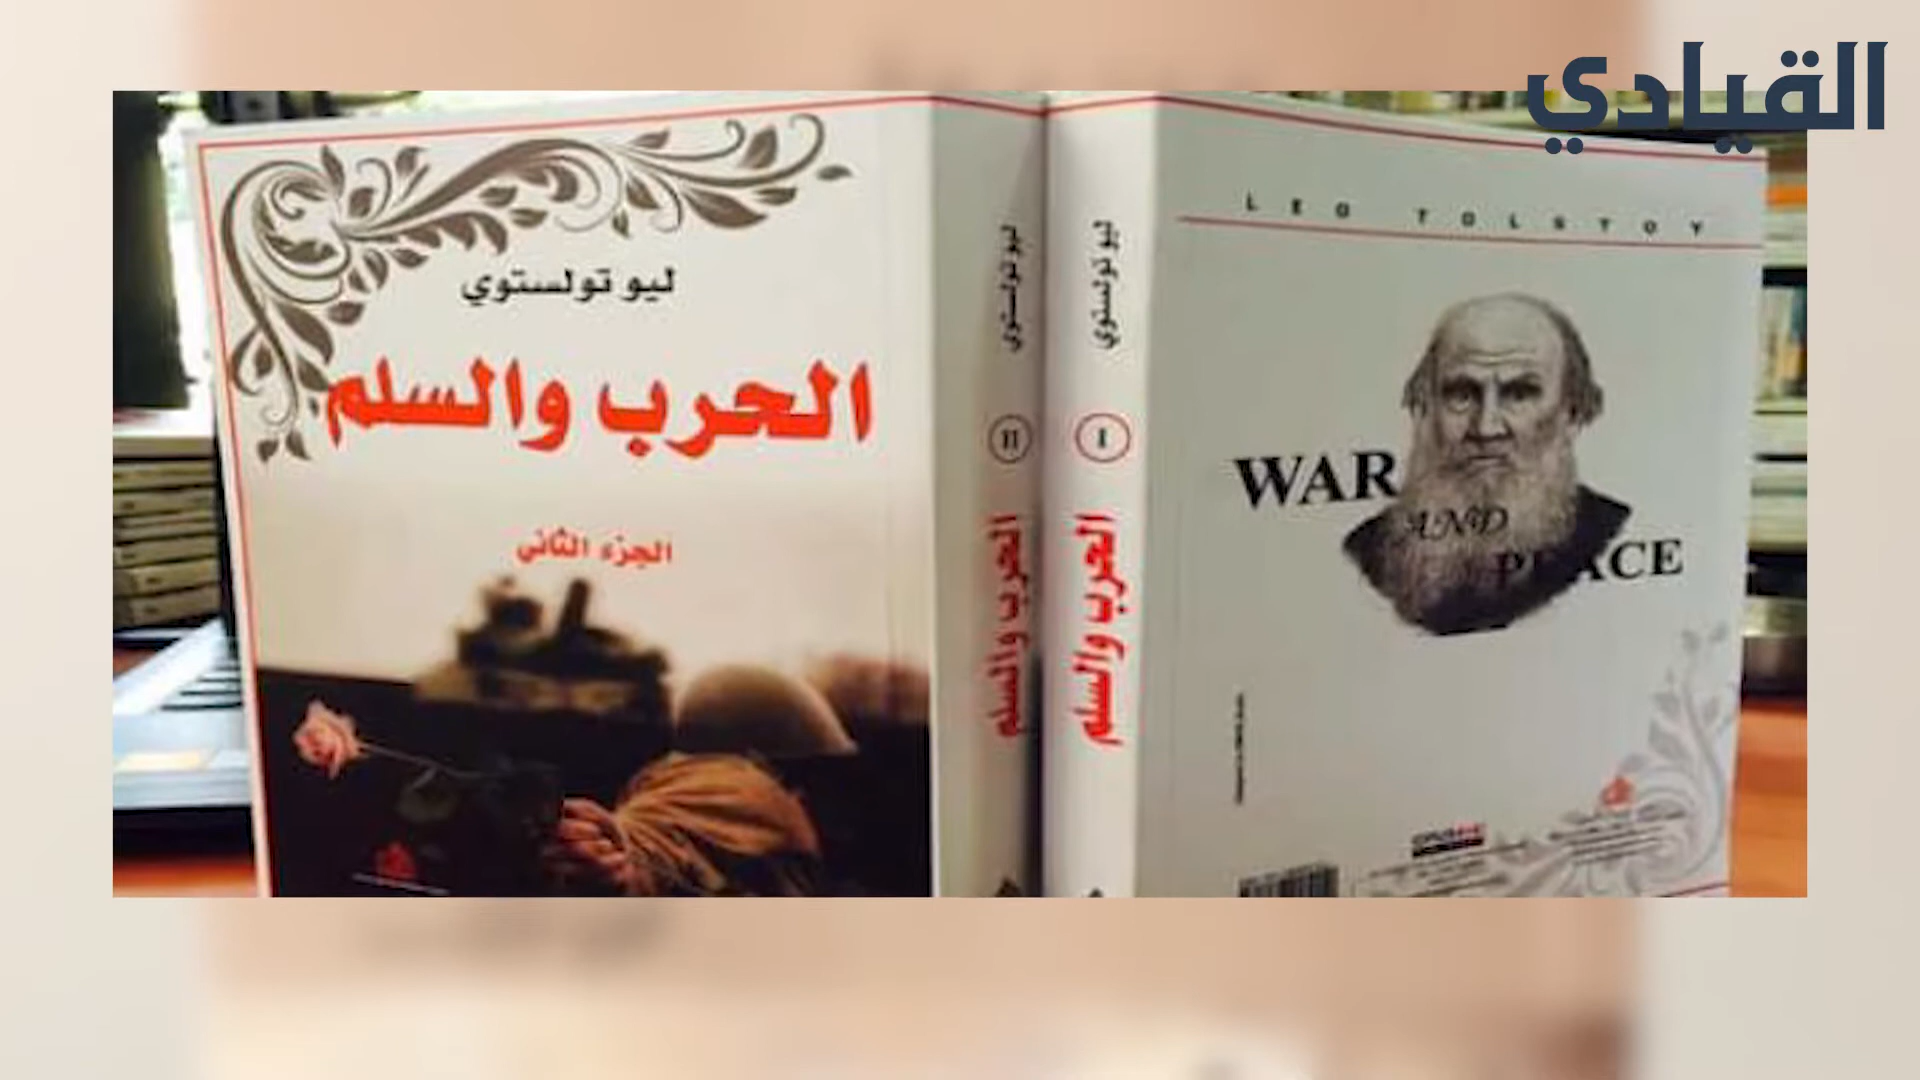 القيادي
ليو تولستوي
الحرب والسلم
الجزء الثاني
ليو تولستوي
II
الحرب والسلم
ليو تولستوي
I
الحرب والسلم
LEO TOLSTOY
WAR
AND
PEACE